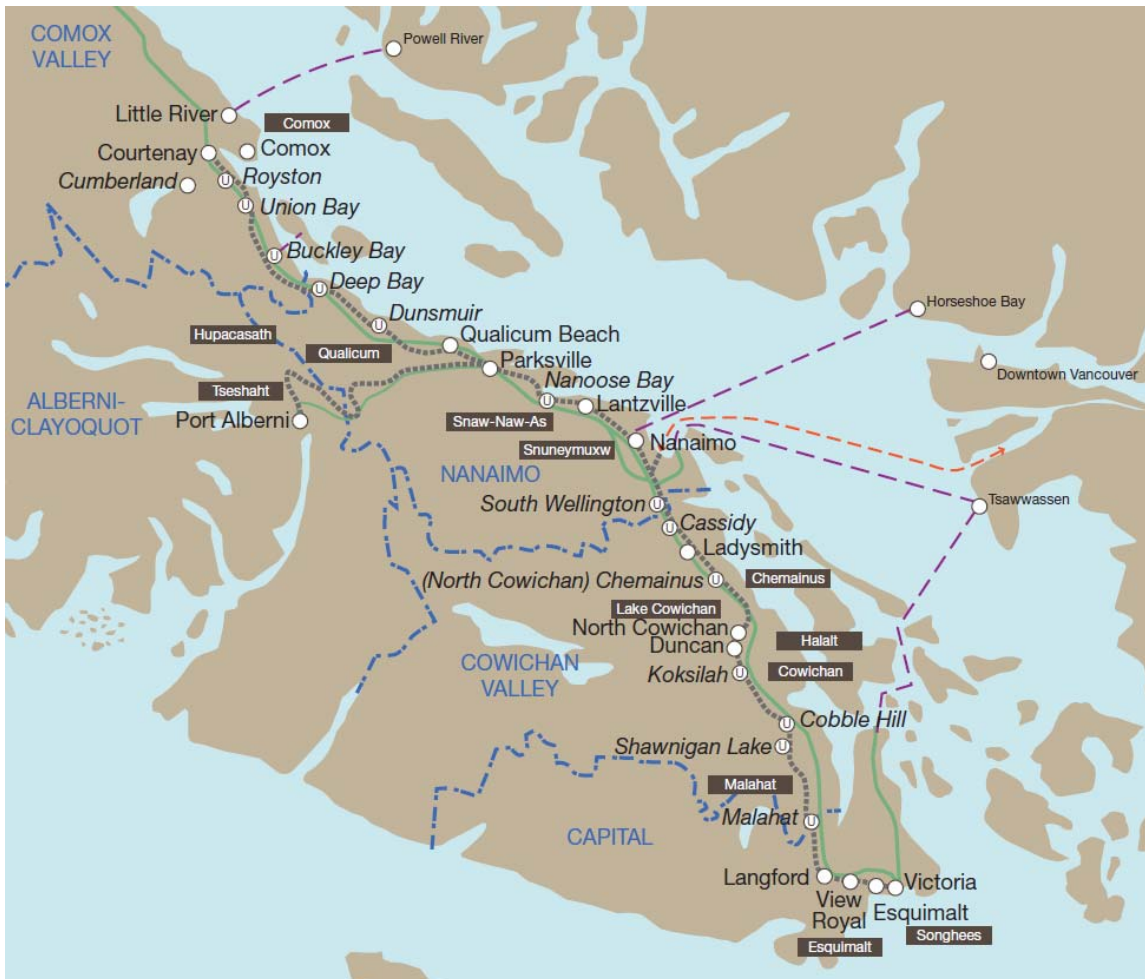 COMOX
VALLEY
Powell River
Little River
Comox
Courtenay
Comox
Cumberland
U Royston
U Union Bay
U Buckley Bay
U Deep Bay
U Dunsmuir
Horseshoe Bay
Hupacasath
Qualicum Beach
Qualicum
Parksville
Downtown Vancouver
Tseshaht
Nanoose Bay
ALBERNI-
CLAYOQUOT
U
Lantzville
Port Alberni
Snaw-Naw-As
Snuneymuxw
Nanaimo
NANAIMO
South Wellington U
Tsawwassen
U Cassidy
Ladysmith
(North Cowichan) Chemainus U
Chemainus
Lake Cowichan
North Cowichan
Halalt
Duncan
COWICHAN
VALLEY
Koksilah U
Cowichan
U Cobble Hill
Shawnigan Lake U
Malahat
Malahat U
CAPITAL
Langford
View
Royal
Esquimalt
Victoria
Songhees
Esquimalt